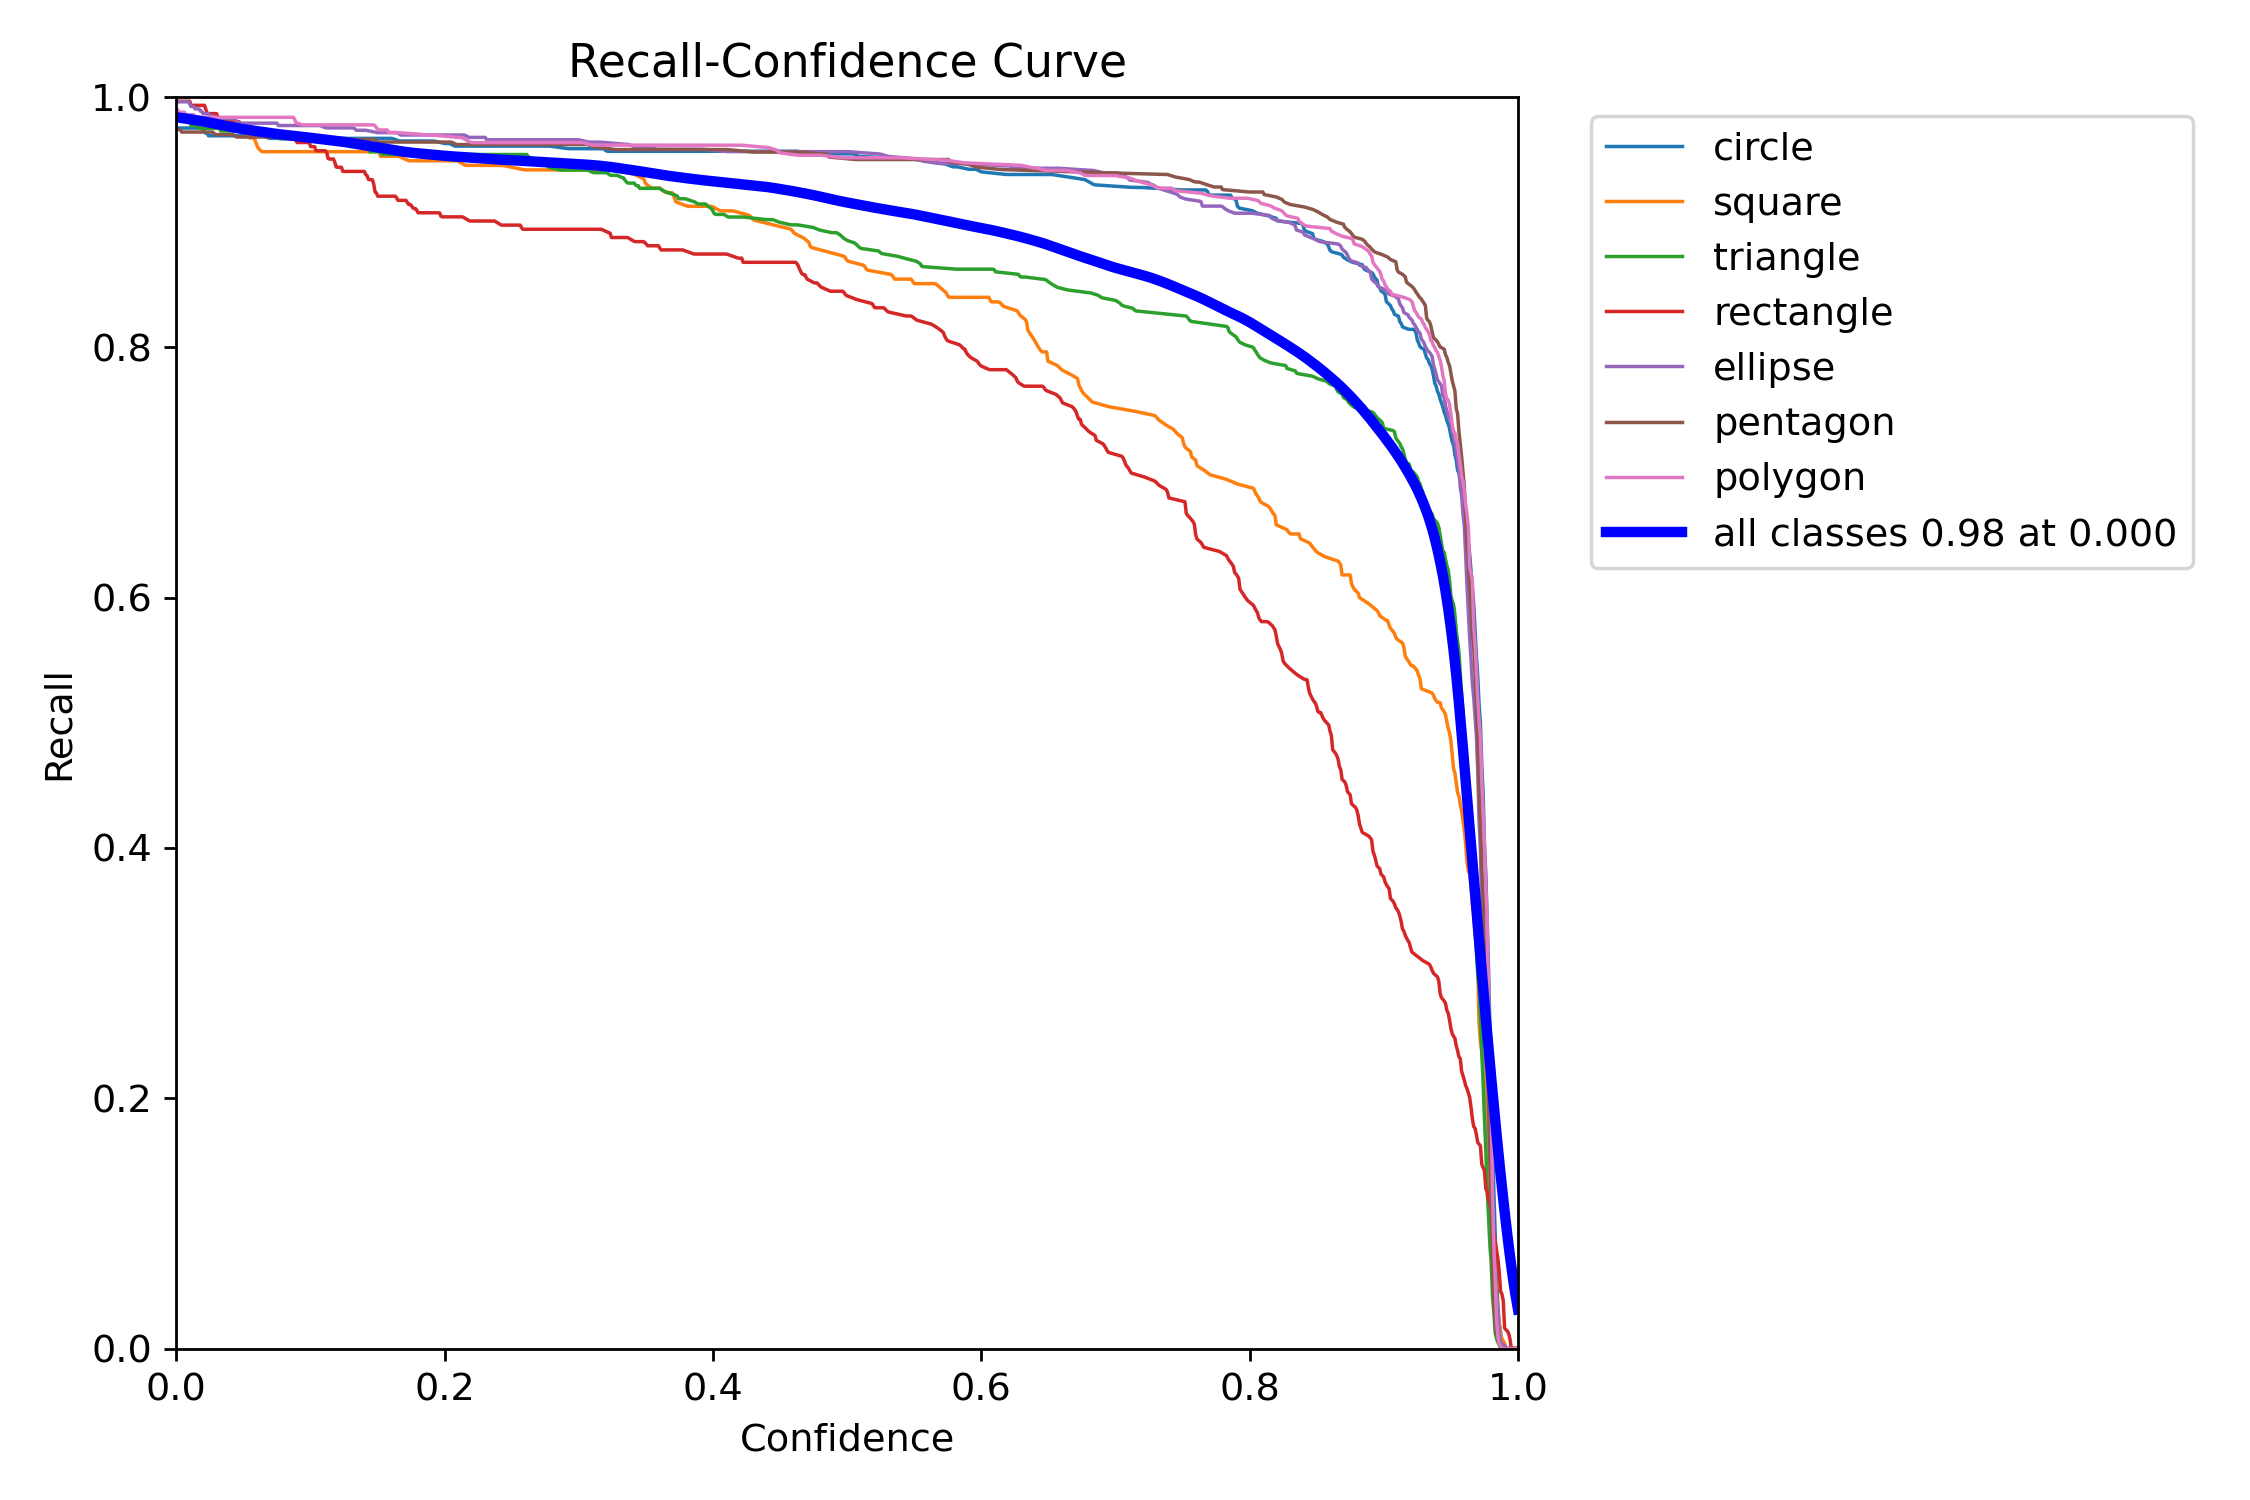 Recall-Confidence Curve
1.0
0.8
0.6
0.4
0.2
0.0
Recall
0.0 0.2 0.4 0.6 0.8 1.0
Confidence
circle
square
triangle
rectangle
ellipse
pentagon
polygon
all classes 0.98 at 0.000